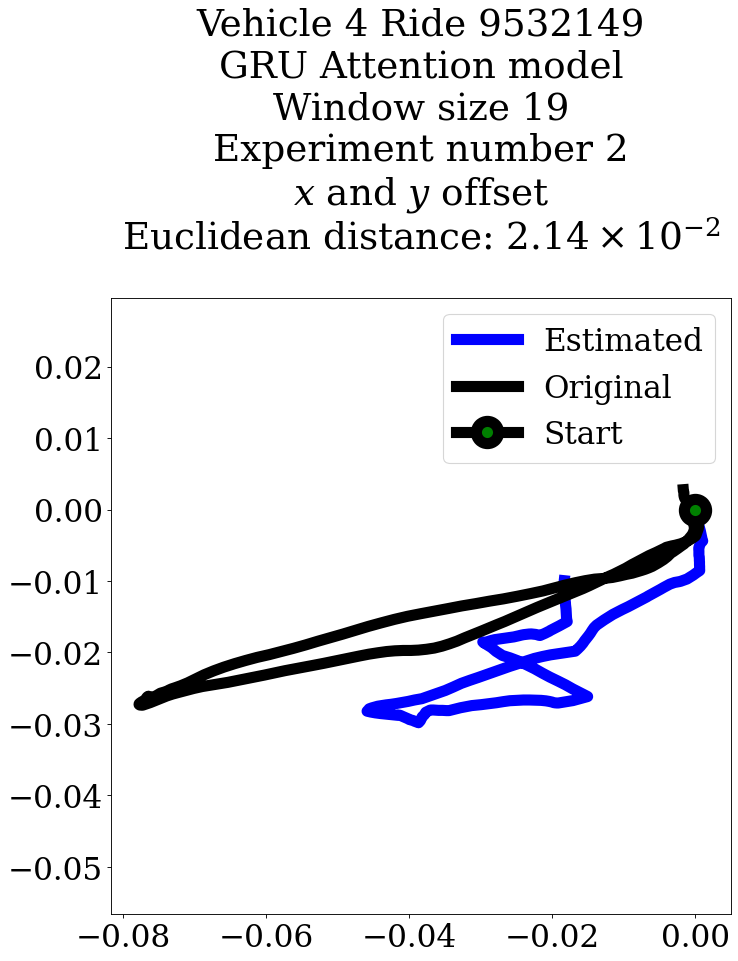 Vehicle 4 Ride 9532149
GRU Attention model
Window size 19
Experiment number 2
x and y offset
Euclidean distance: 2.14 × 10⁻²
Estimated
Original
Start
0.02
0.01
0.00
−0.01
−0.02
−0.03
−0.04
−0.05
−0.08 −0.06 −0.04 −0.02 0.00